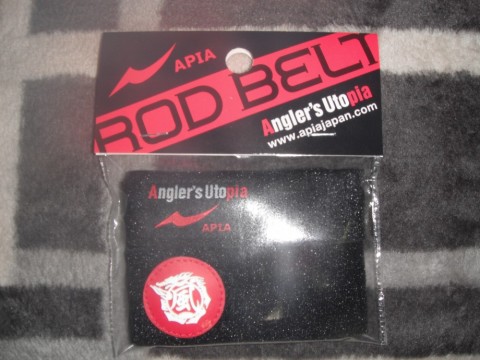 APIA
ROD BELT
Angler's Utopia
www.apiajapan.com
Angler's Utopia
APIA